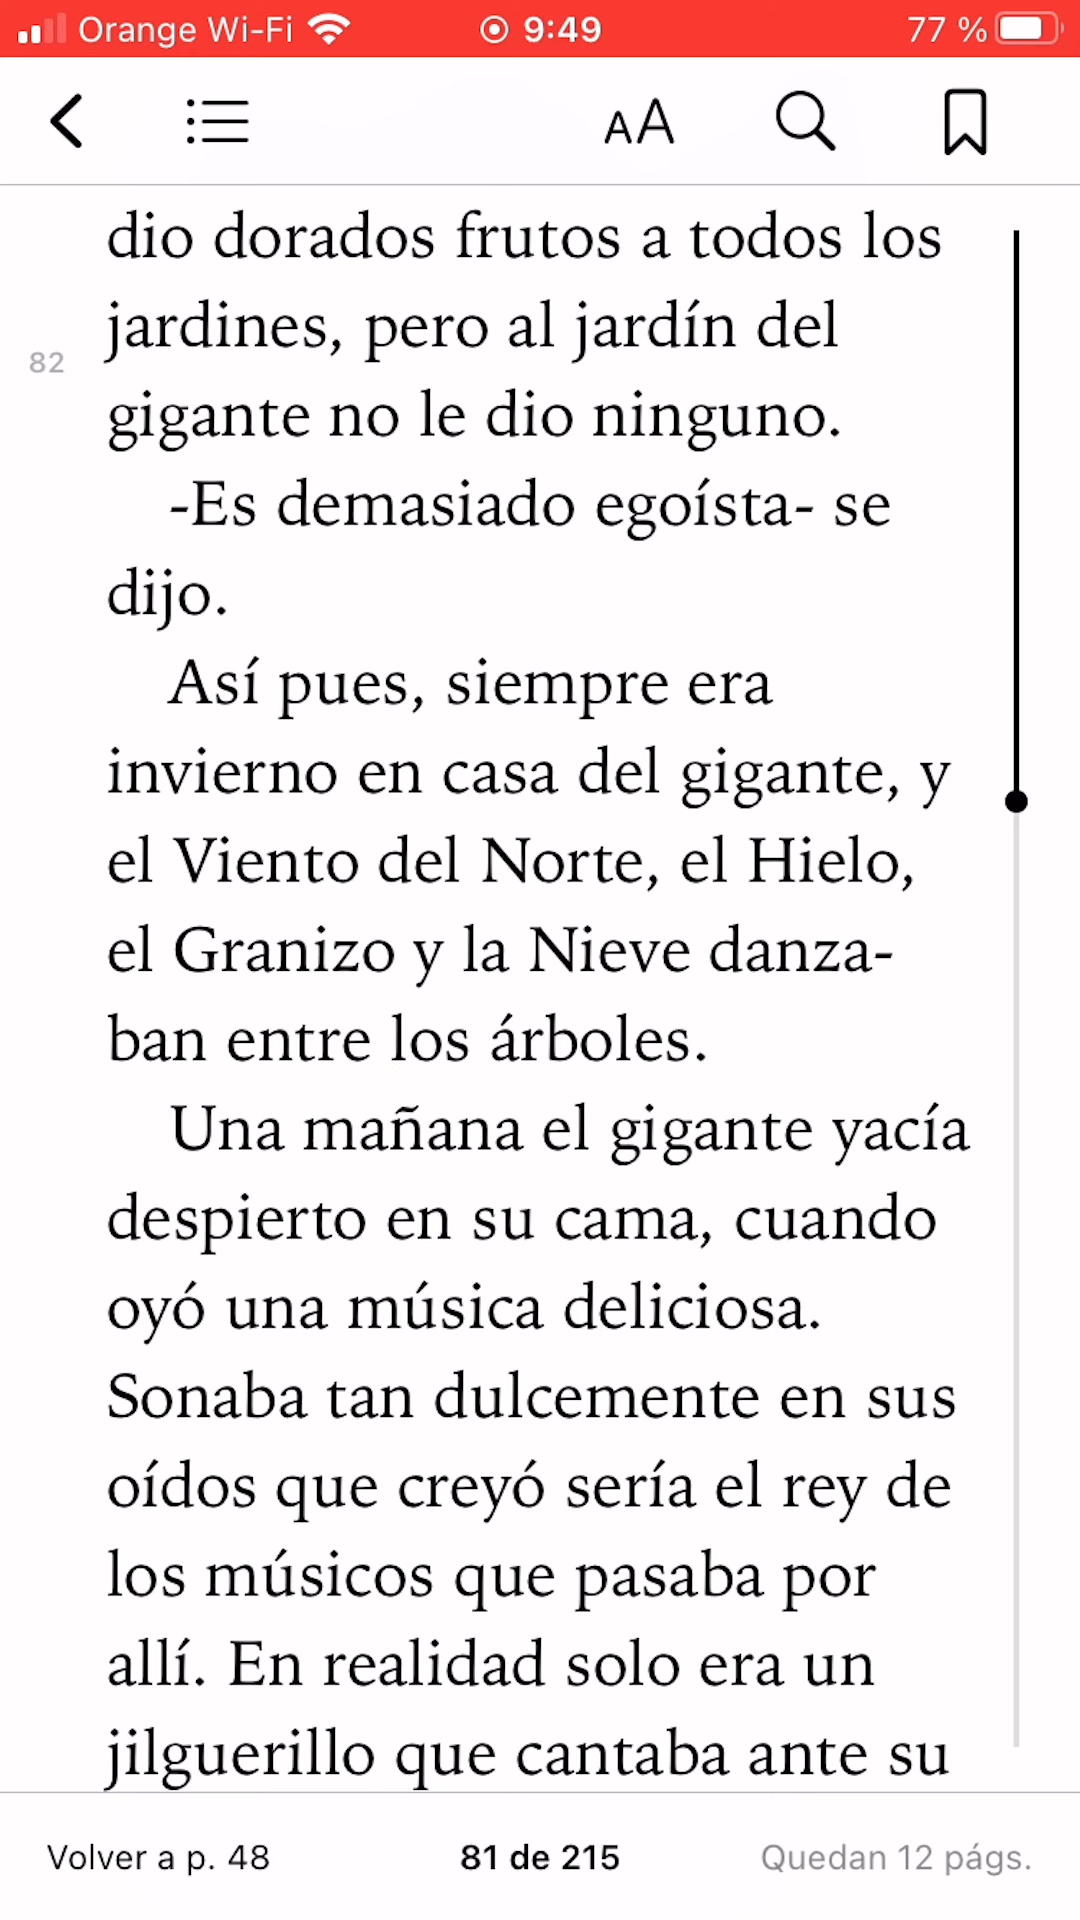 Orange Wi-Fi 9:49 77 %
AA
dio dorados frutos a todos los
jardines, pero al jardín del
82
gigante no le dio ninguno.
-Es demasiado egoísta- se
dijo.
Así pues, siempre era
invierno en casa del gigante, y
el Viento del Norte, el Hielo,
el Granizo y la Nieve danza-
ban entre los árboles.
Una mañana el gigante yacía
despierto en su cama, cuando
oyó una música deliciosa.
Sonaba tan dulcemente en sus
oídos que creyó sería el rey de
los músicos que pasaba por
allí. En realidad solo era un
jilguerillo que cantaba ante su
Volver a p. 48 81 de 215 Quedan 12 págs.